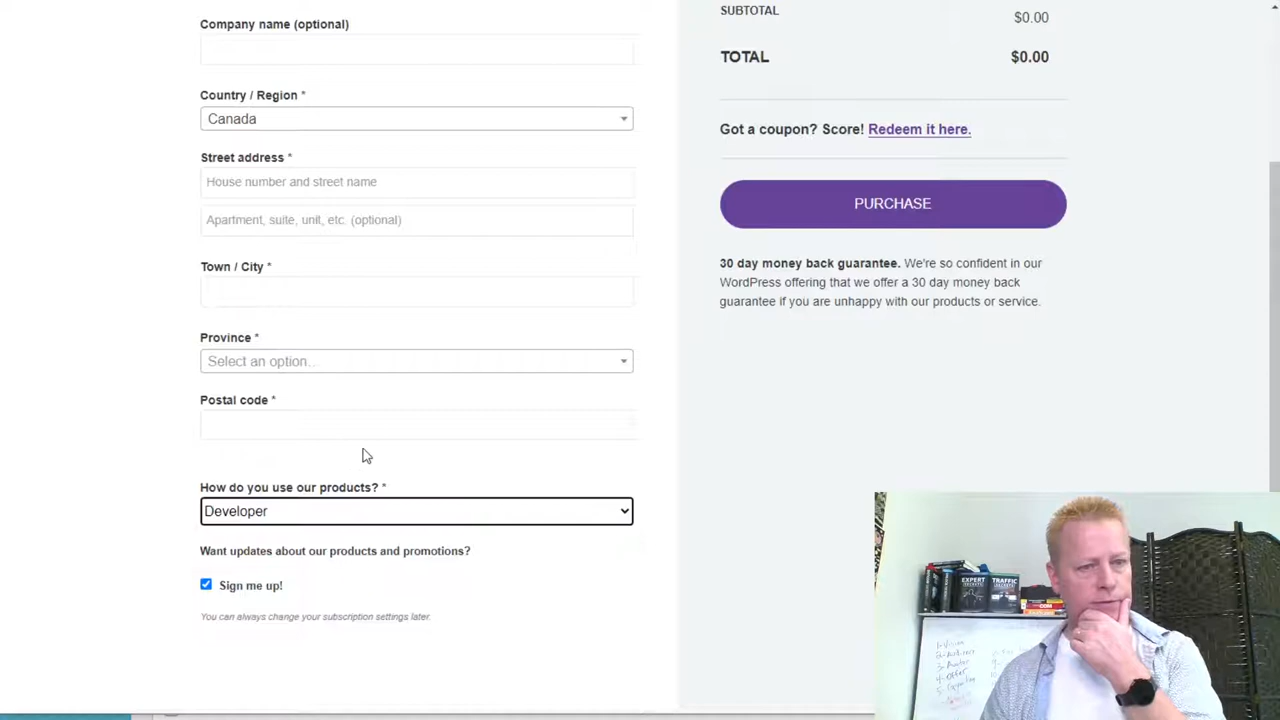 Company name (optional)
Country / Region *
Canada
Street address *
House number and street name
Apartment, suite, unit, etc. (optional)
Town / City *
Province *
Select an option...
Postal code *
How do you use our products? *
Developer
Want updates about our products and promotions?
Sign me up!
You can always change your subscription settings later.
SUBTOTAL
$0.00
TOTAL
$0.00
Got a coupon? Score! Redeem it here.
PURCHASE
30 day money back guarantee. We're so confident in our
WordPress offering that we offer a 30 day money back
guarantee if you are unhappy with our products or service.
EXPERT
SECRETS
TRAFFIC
SECRETS